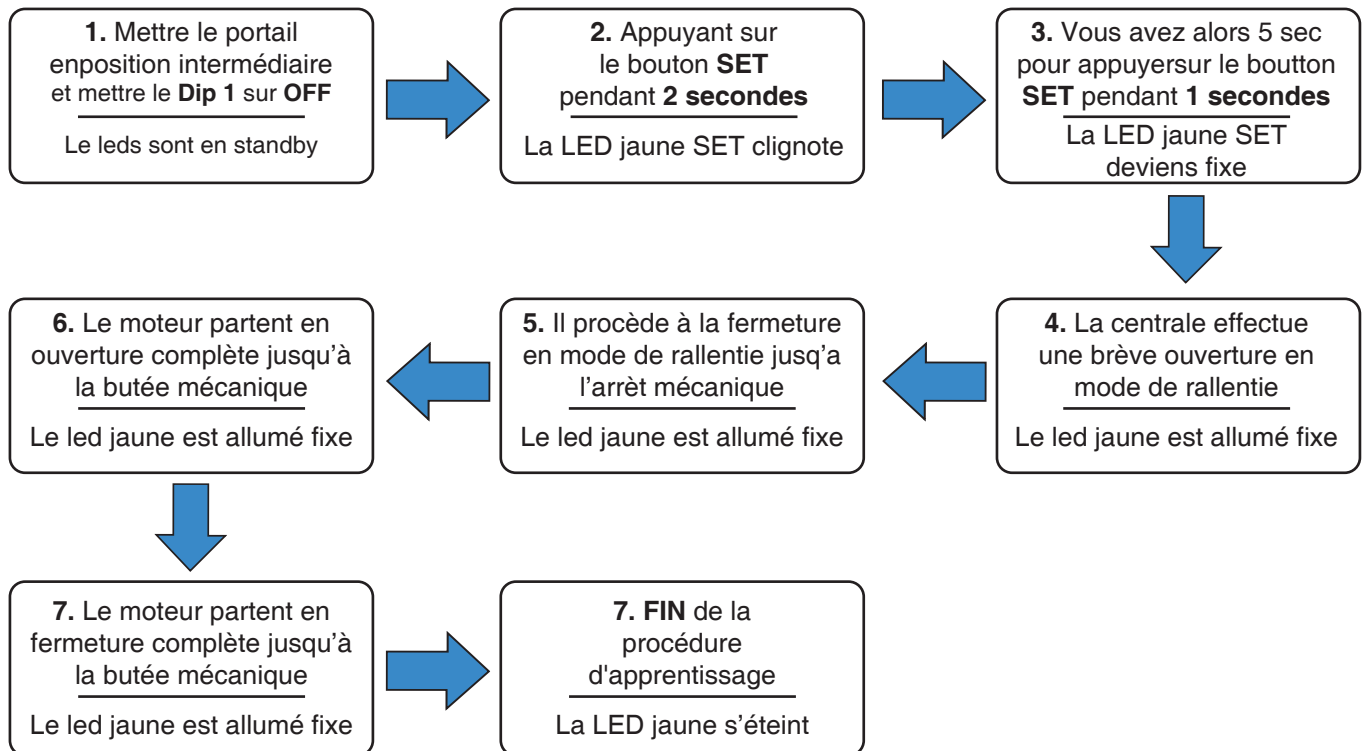 1. Mettre le portail
enposition intermédiaire
et mettre le Dip 1 sur OFF
Le leds sont en standby
2. Appuyant sur
le bouton SET
pendant 2 secondes
La LED jaune SET clignote
3. Vous avez alors 5 sec
pour appuyersur le boutton
SET pendant 1 secondes
La LED jaune SET
deviens fixe
4. La centrale effectue
une brève ouverture en
mode de rallentie
Le led jaune est allumé fixe
5. Il procède à la fermeture
en mode de rallentie jusq'a
l’arrèt mécanique
Le led jaune est allumé fixe
6. Le moteur partent en
ouverture complète jusqu’à
la butée mécanique
Le led jaune est allumé fixe
7. Le moteur partent en
fermeture complète jusqu’à
la butée mécanique
Le led jaune est allumé fixe
7. FIN de la
procédure
d'apprentissage
La LED jaune s’éteint